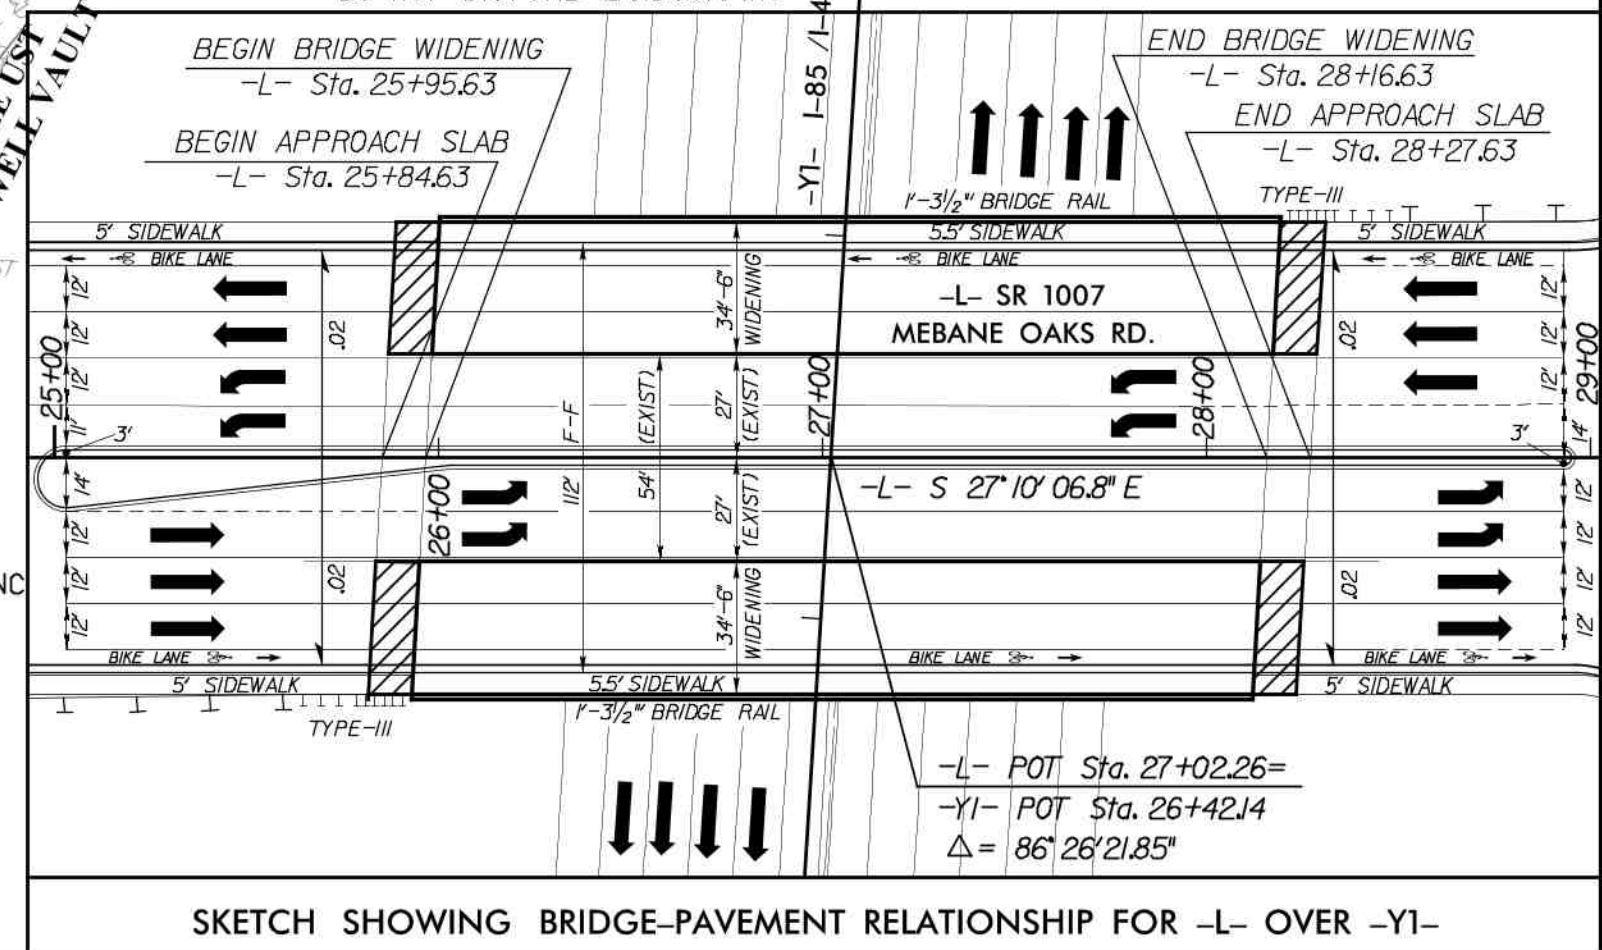 UST
WELL VAULT
BEGIN BRIDGE WIDENING
-L- Sta. 25+95.63
BEGIN APPROACH SLAB
-L- Sta. 25+84.63
-Y1- I-85 /I-4
END BRIDGE WIDENING
-L- Sta. 28+16.63
END APPROACH SLAB
-L- Sta. 28+27.63
1'-3 1/2" BRIDGE RAIL
TYPE-III
5' SIDEWALK
5.5' SIDEWALK
5' SIDEWALK
BIKE LANE
BIKE LANE
BIKE LANE
12'
12'
12'
11'
.02
34'-6"
WIDENING
-L- SR 1007
MEBANE OAKS RD.
.02
12'
12'
12'
14'
25+00
3'
F-F
112'
(EXIST)
54'
27'
(EXIST)
27+00
28+00
29+00
3'
14'
12'
12'
12'
.02
26+00
27'
(EXIST)
-L- S 27° 10' 06.8" E
12'
12'
12'
12'
.02
34'-6"
WIDENING
NC
BIKE LANE
BIKE LANE
BIKE LANE
5' SIDEWALK
5.5' SIDEWALK
5' SIDEWALK
TYPE-III
1'-3 1/2" BRIDGE RAIL
-L- POT Sta. 27+02.26=
-Y1- POT Sta. 26+42.14
△= 86° 26' 21.85"
SKETCH SHOWING BRIDGE-PAVEMENT RELATIONSHIP FOR -L- OVER -Y1-